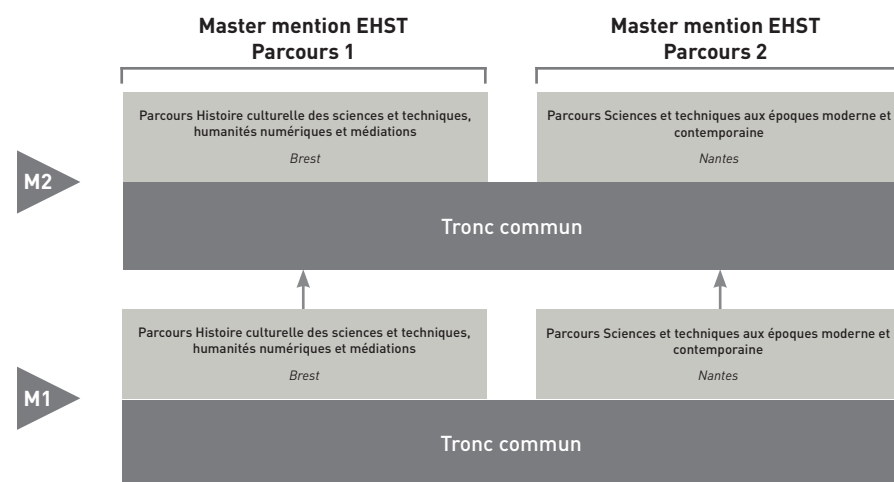 Master mention EHST
Parcours 1
Master mention EHST
Parcours 2
Parcours Histoire culturelle des sciences et techniques,
humanités numériques et médiations
Brest
Parcours Sciences et techniques aux époques moderne et
contemporaine
Nantes
M2
Tronc commun
Parcours Histoire culturelle des sciences et techniques,
humanités numériques et médiations
Brest
Parcours Sciences et techniques aux époques moderne et
contemporaine
Nantes
M1
Tronc commun